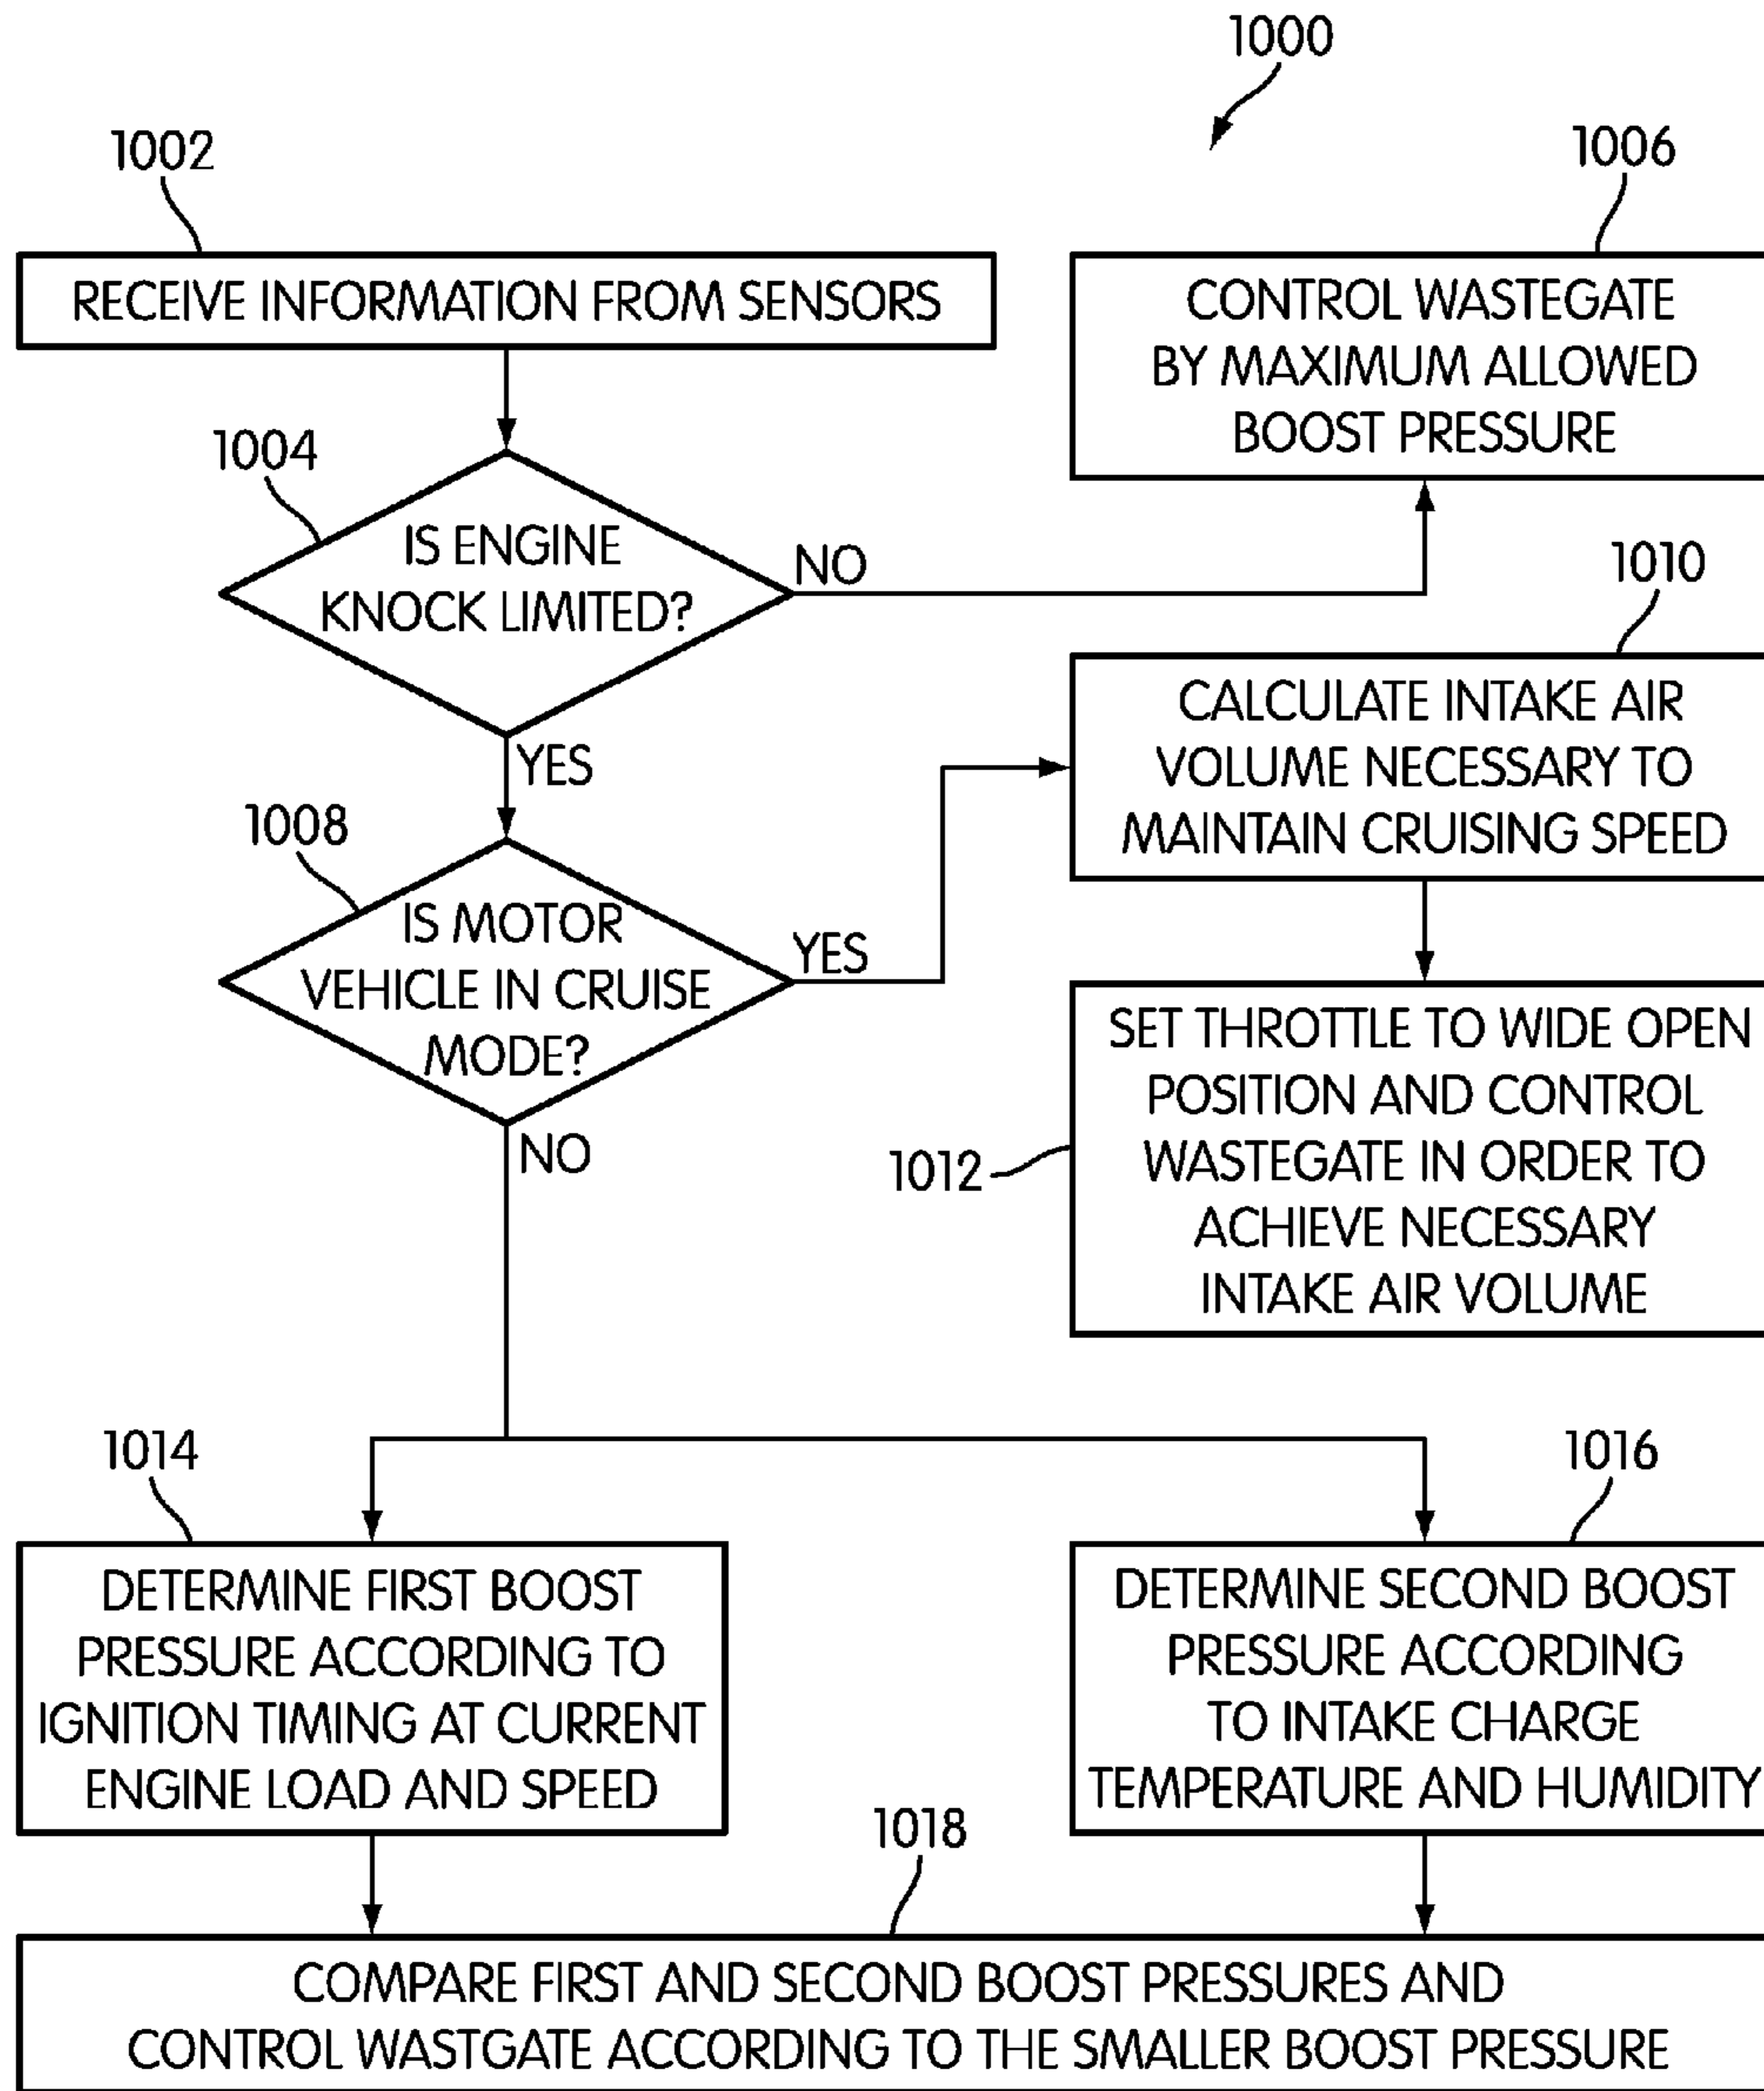 1000
1002
RECEIVE INFORMATION FROM SENSORS
1006
CONTROL WASTEGATE
BY MAXIMUM ALLOWED
BOOST PRESSURE
1004
IS ENGINE
KNOCK LIMITED?
NO
YES
1010
CALCULATE INTAKE AIR
VOLUME NECESSARY TO
MAINTAIN CRUISING SPEED
1008
IS MOTOR
VEHICLE IN CRUISE
MODE?
YES
NO
1012
SET THROTTLE TO WIDE OPEN
POSITION AND CONTROL
WASTEGATE IN ORDER TO
ACHIEVE NECESSARY
INTAKE AIR VOLUME
1014
DETERMINE FIRST BOOST
PRESSURE ACCORDING TO
IGNITION TIMING AT CURRENT
ENGINE LOAD AND SPEED
1016
DETERMINE SECOND BOOST
PRESSURE ACCORDING
TO INTAKE CHARGE
TEMPERATURE AND HUMIDITY
1018
COMPARE FIRST AND SECOND BOOST PRESSURES AND
CONTROL WASTGATE ACCORDING TO THE SMALLER BOOST PRESSURE